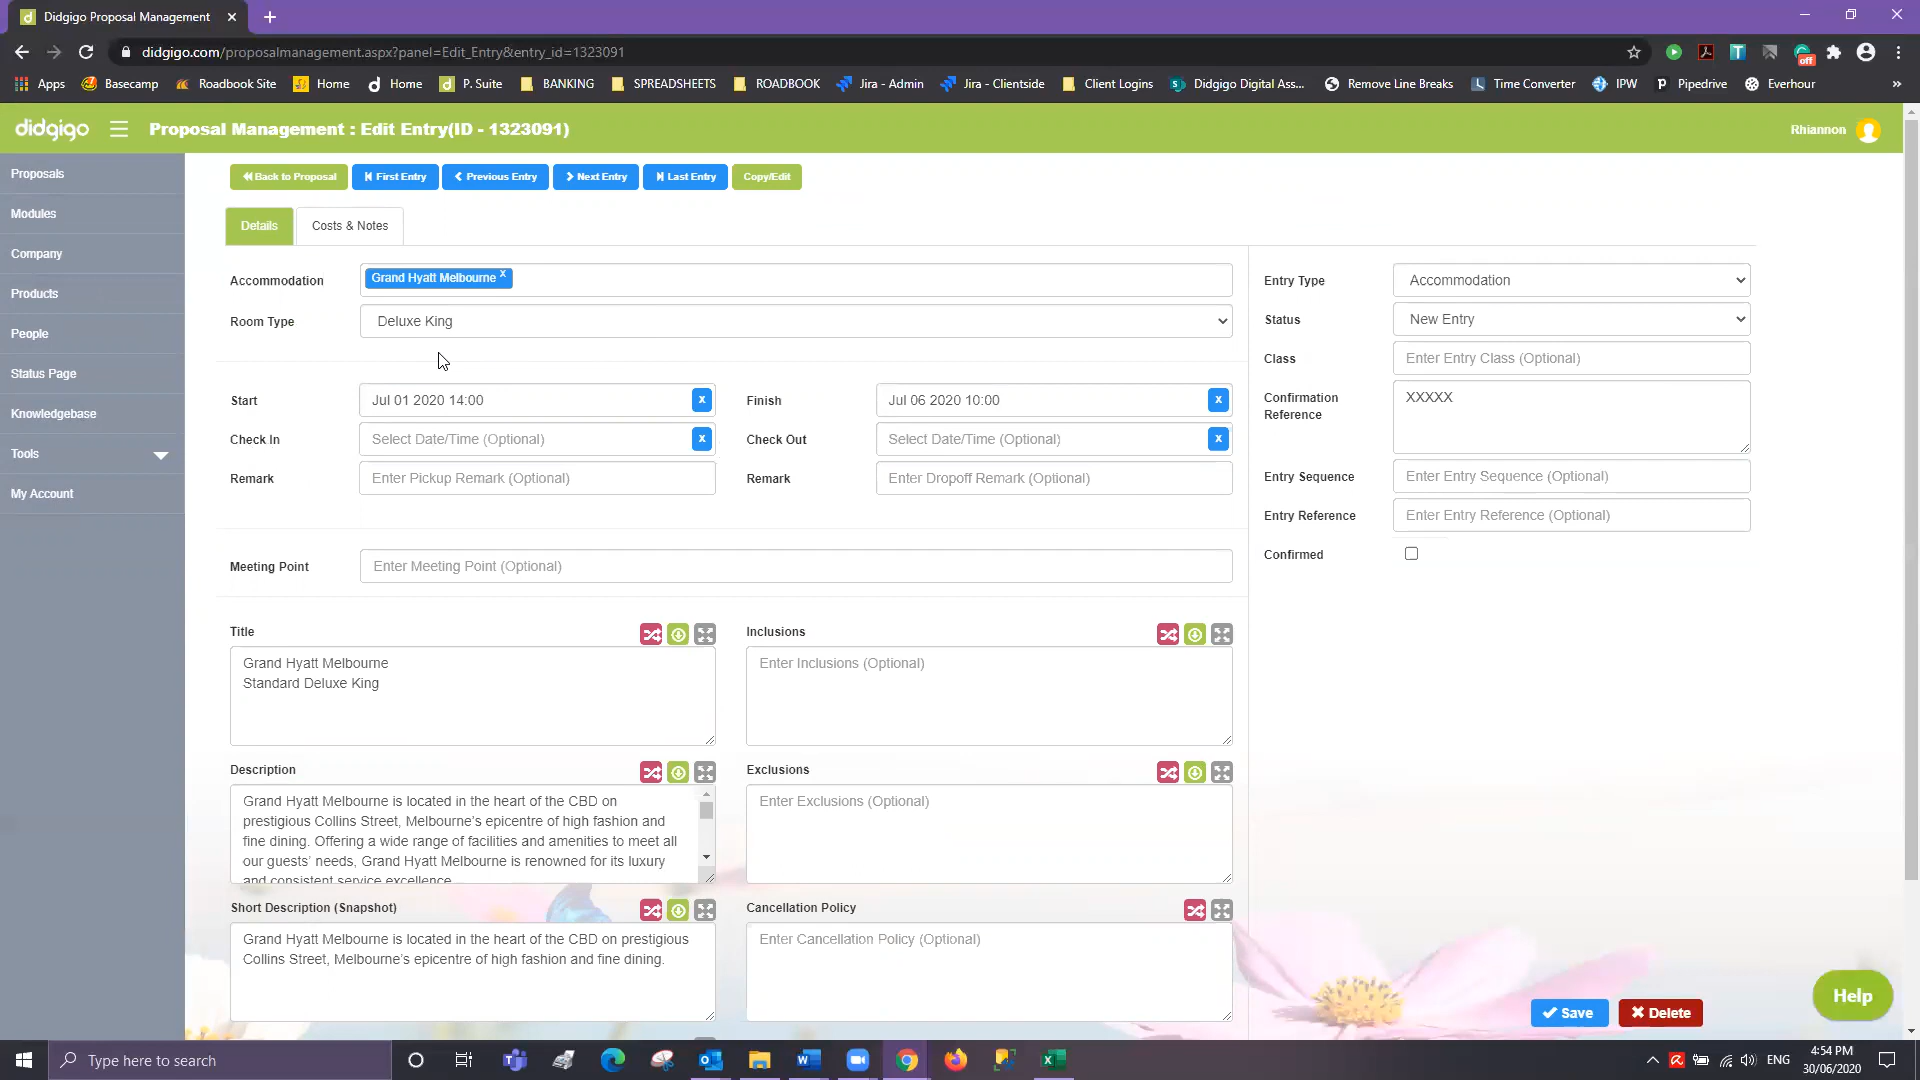 Didgigo Proposal Management
didgigo.com/proposalmanagement.aspx?panel=Edit_Entry&entry_id=1323091
off
Apps Basecamp Roadbook Site Home Home P. Suite BANKING SPREADSHEETS ROADBOOK Jira - Admin Jira - Clientside Client Logins Didgigo Digital Ass... Remove Line Breaks Time Converter IPW Pipedrive Everhour »
didgigo Proposal Management : Edit Entry(ID - 1323091) Rhiannon
Proposals
Modules
Company
Products
People
Status Page
Knowledgebase
Tools
My Account
Back to Proposal First Entry Previous Entry Next Entry Last Entry Copy/Edit
Details Costs & Notes
Accommodation Grand Hyatt Melbourne x
Room Type Deluxe King
Start Jul 01 2020 14:00 x Finish Jul 06 2020 10:00 x
Check In Select Date/Time (Optional) x Check Out Select Date/Time (Optional) x
Remark Enter Pickup Remark (Optional) Remark Enter Dropoff Remark (Optional)
Meeting Point Enter Meeting Point (Optional)
Entry Type Accommodation
Status New Entry
Class Enter Entry Class (Optional)
Confirmation Reference XXXXX
Entry Sequence Enter Entry Sequence (Optional)
Entry Reference Enter Entry Reference (Optional)
Confirmed
Title
Grand Hyatt Melbourne
Standard Deluxe King
Inclusions
Enter Inclusions (Optional)
Description
Grand Hyatt Melbourne is located in the heart of the CBD on
prestigious Collins Street, Melbourne's epicentre of high fashion and
fine dining. Offering a wide range of facilities and amenities to meet all
our guests' needs, Grand Hyatt Melbourne is renowned for its luxury
and consistent service excellence
Exclusions
Enter Exclusions (Optional)
Short Description (Snapshot)
Grand Hyatt Melbourne is located in the heart of the CBD on prestigious
Collins Street, Melbourne's epicentre of high fashion and fine dining.
Cancellation Policy
Enter Cancellation Policy (Optional)
Save Delete
Help
Type here to search
ENG
4:54 PM
30/06/2020